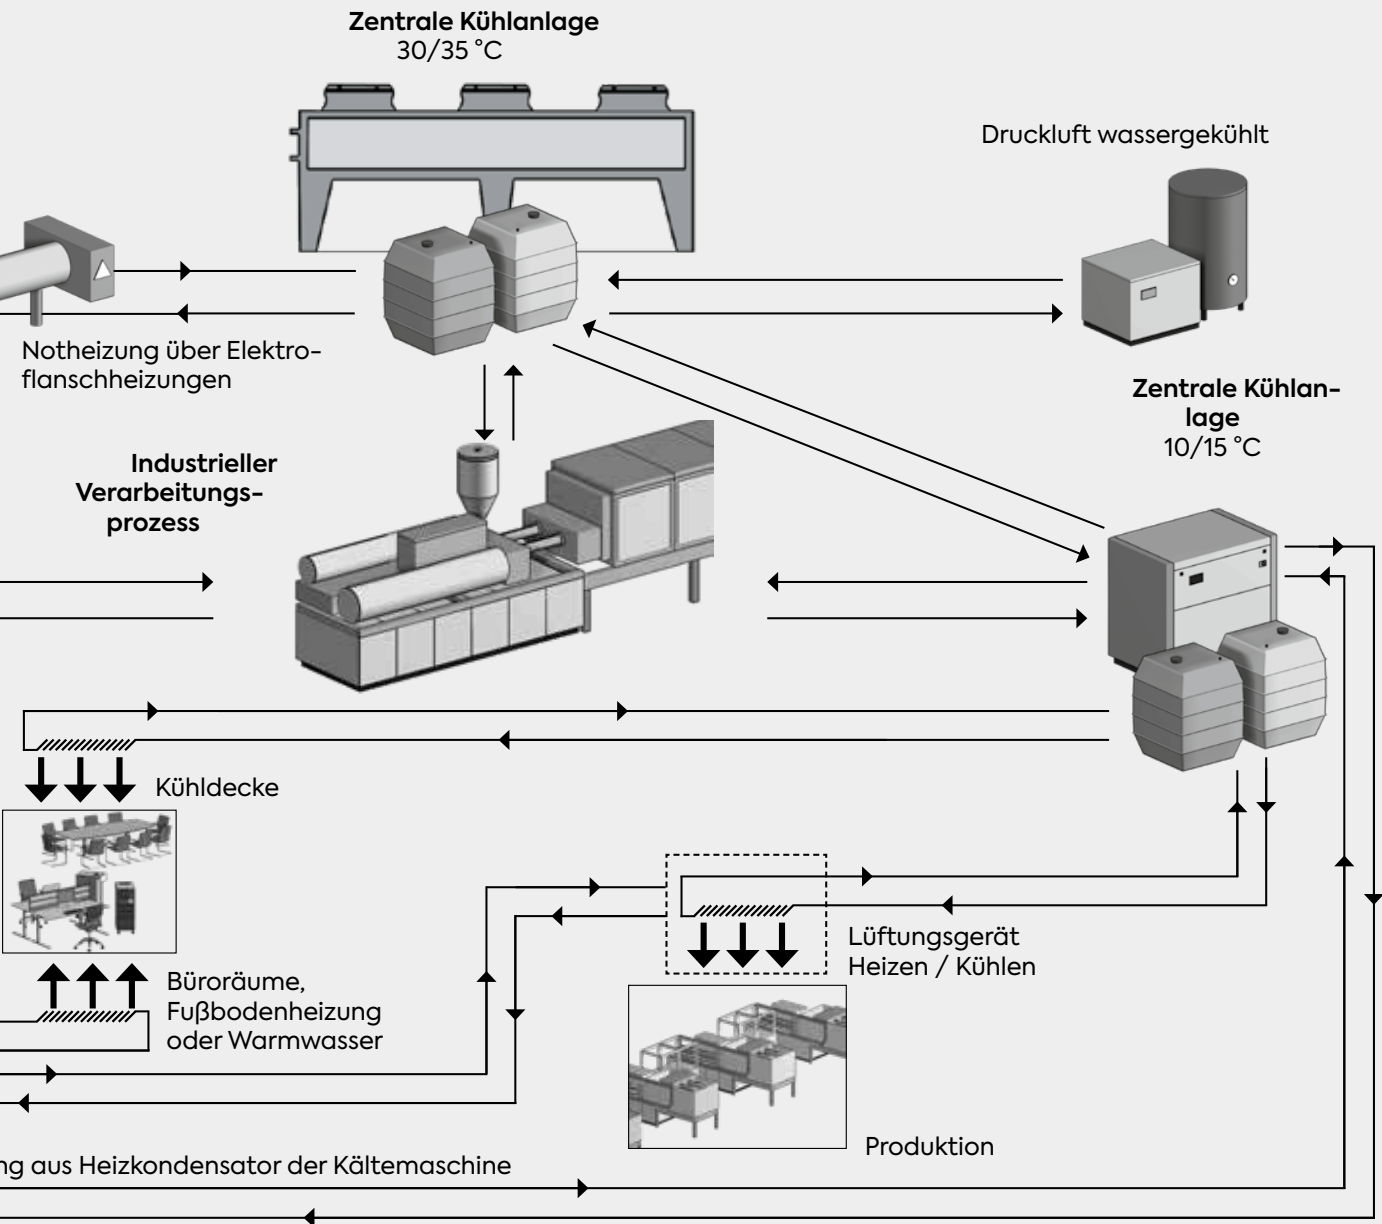 Zentrale Kühlanlage
30/35 °C
Druckluft wassergekühlt
Notheizung über Elektro-
flanschheizungen
Zentrale Kühlan-
lage
10/15 °C
Industrieller
Verarbeitungs-
prozess
Kühldecke
Lüftungsgerät
Heizen / Kühlen
Büroräume,
Fußbodenheizung
oder Warmwasser
Produktion
ng aus Heizkondensator der Kältemaschine